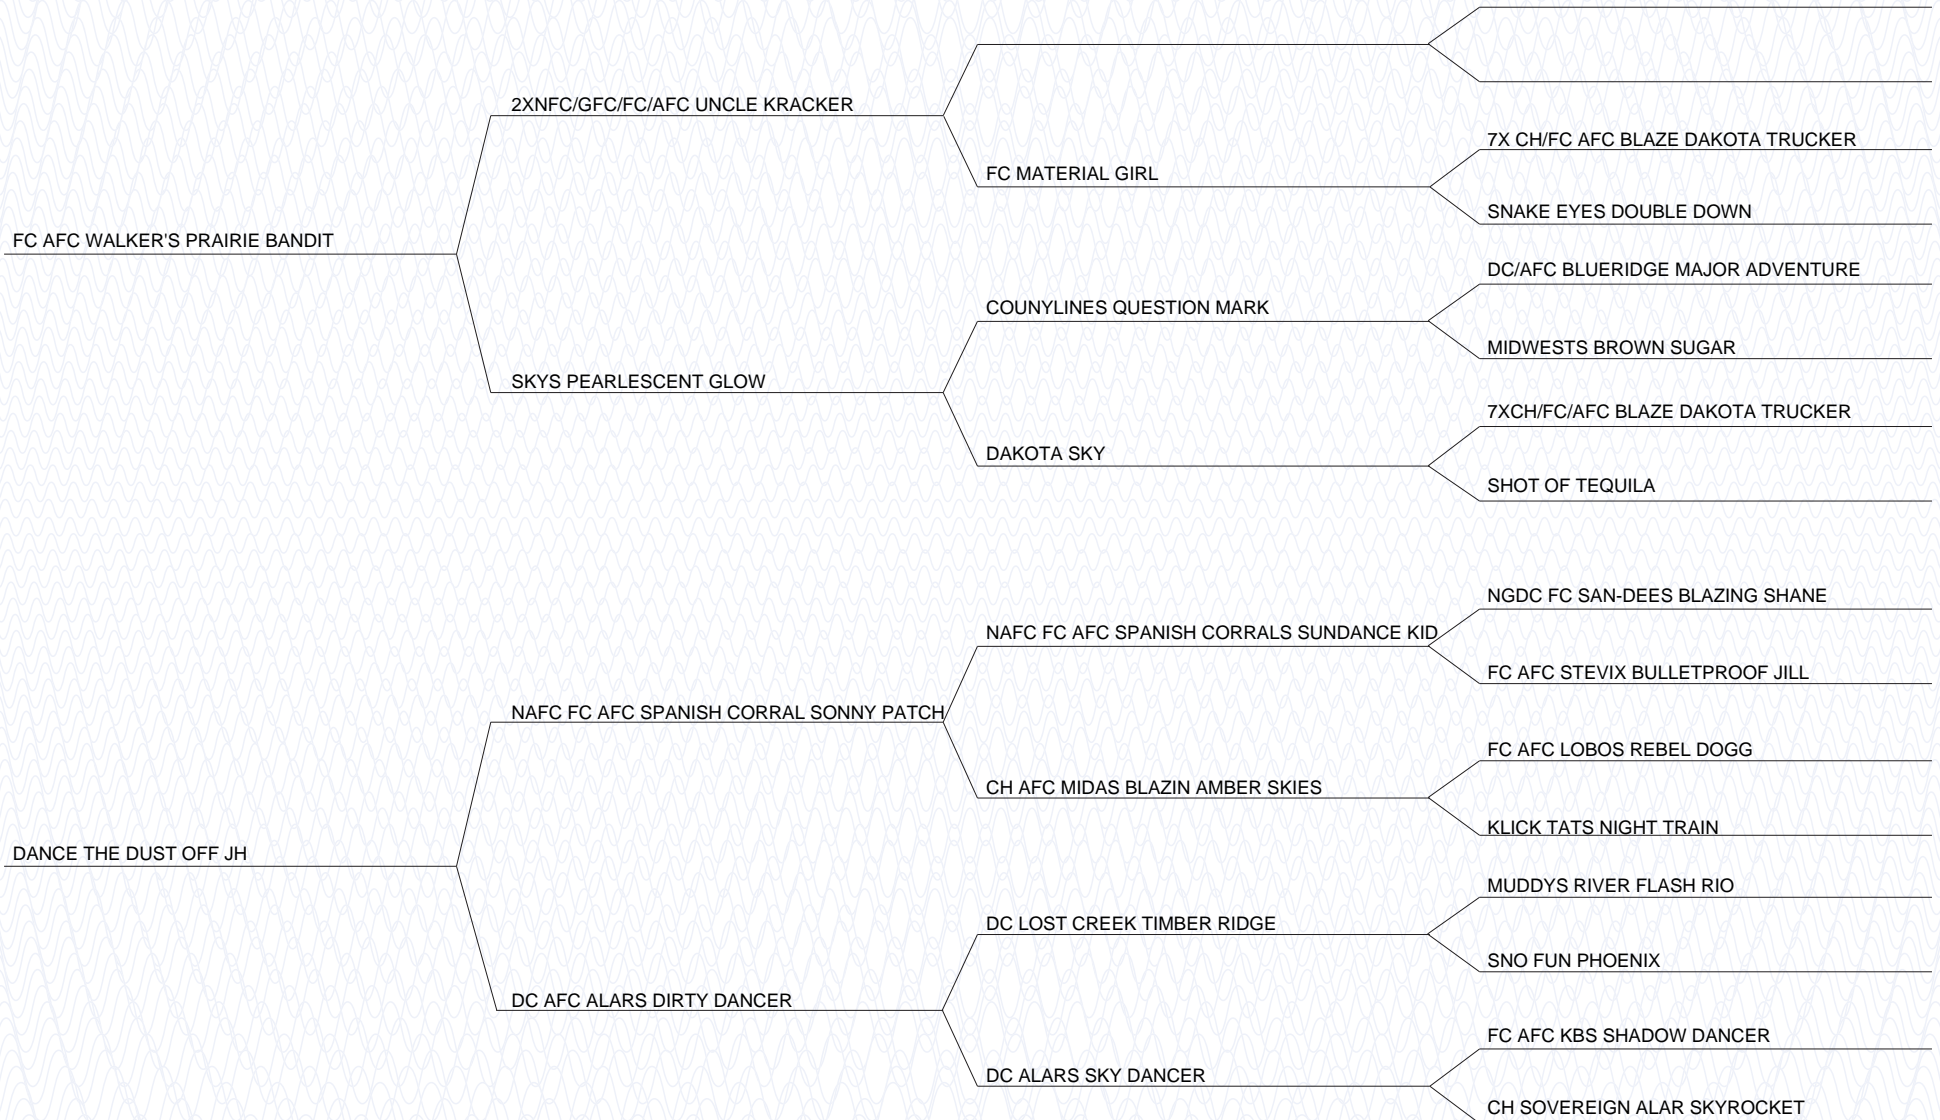 2XNFC/GFC/FC/AFC UNCLE KRACKER
7X CH/FC AFC BLAZE DAKOTA TRUCKER
FC MATERIAL GIRL
SNAKE EYES DOUBLE DOWN
FC AFC WALKER'S PRAIRIE BANDIT
DC/AFC BLUERIDGE MAJOR ADVENTURE
COUNYLINES QUESTION MARK
MIDWESTS BROWN SUGAR
SKYS PEARLESCENT GLOW
7XCH/FC/AFC BLAZE DAKOTA TRUCKER
DAKOTA SKY
SHOT OF TEQUILA
NGDC FC SAN-DEES BLAZING SHANE
NAFC FC AFC SPANISH CORRALS SUNDANCE KID
FC AFC STEVIX BULLETPROOF JILL
NAFC FC AFC SPANISH CORRAL SONNY PATCH
FC AFC LOBOS REBEL DOGG
CH AFC MIDAS BLAZIN AMBER SKIES
KLICK TATS NIGHT TRAIN
DANCE THE DUST OFF JH
MUDDYS RIVER FLASH RIO
DC LOST CREEK TIMBER RIDGE
SNO FUN PHOENIX
DC AFC ALARS DIRTY DANCER
FC AFC KBS SHADOW DANCER
DC ALARS SKY DANCER
CH SOVEREIGN ALAR SKYROCKET